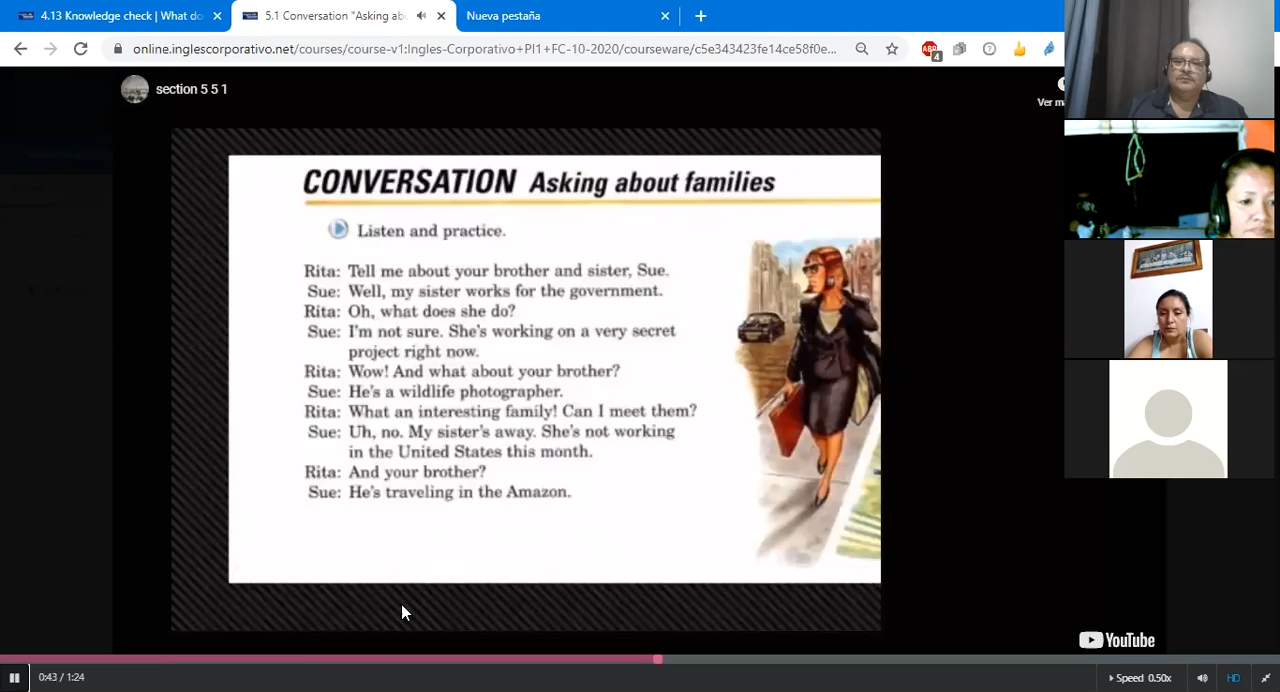 4.13 Knowledge check | What do
5.1 Conversation "Asking abo
Nueva pestaña
online.inglescorporativo.net/courses/course-v1:Ingles-Corporativo+PI1+FC-10-2020/courseware/c5e343423fe14ce58f0e...
ABP
4
section 5 5 1
Ver
CONVERSATION Asking about families
Listen and practice.
Rita: Tell me about your brother and sister, Sue.
Sue: Well, my sister works for the government.
Rita: Oh, what does she do?
Sue: I'm not sure. She's working on a very secret
project right now.
Rita: Wow! And what about your brother?
Sue: He's a wildlife photographer.
Rita: What an interesting family! Can I meet them?
Sue: Uh, no. My sister's away. She's not working
in the United States this month.
Rita: And your brother?
Sue: He's traveling in the Amazon.
YouTube
0:43 / 1:24
Speed 0.50x
HD